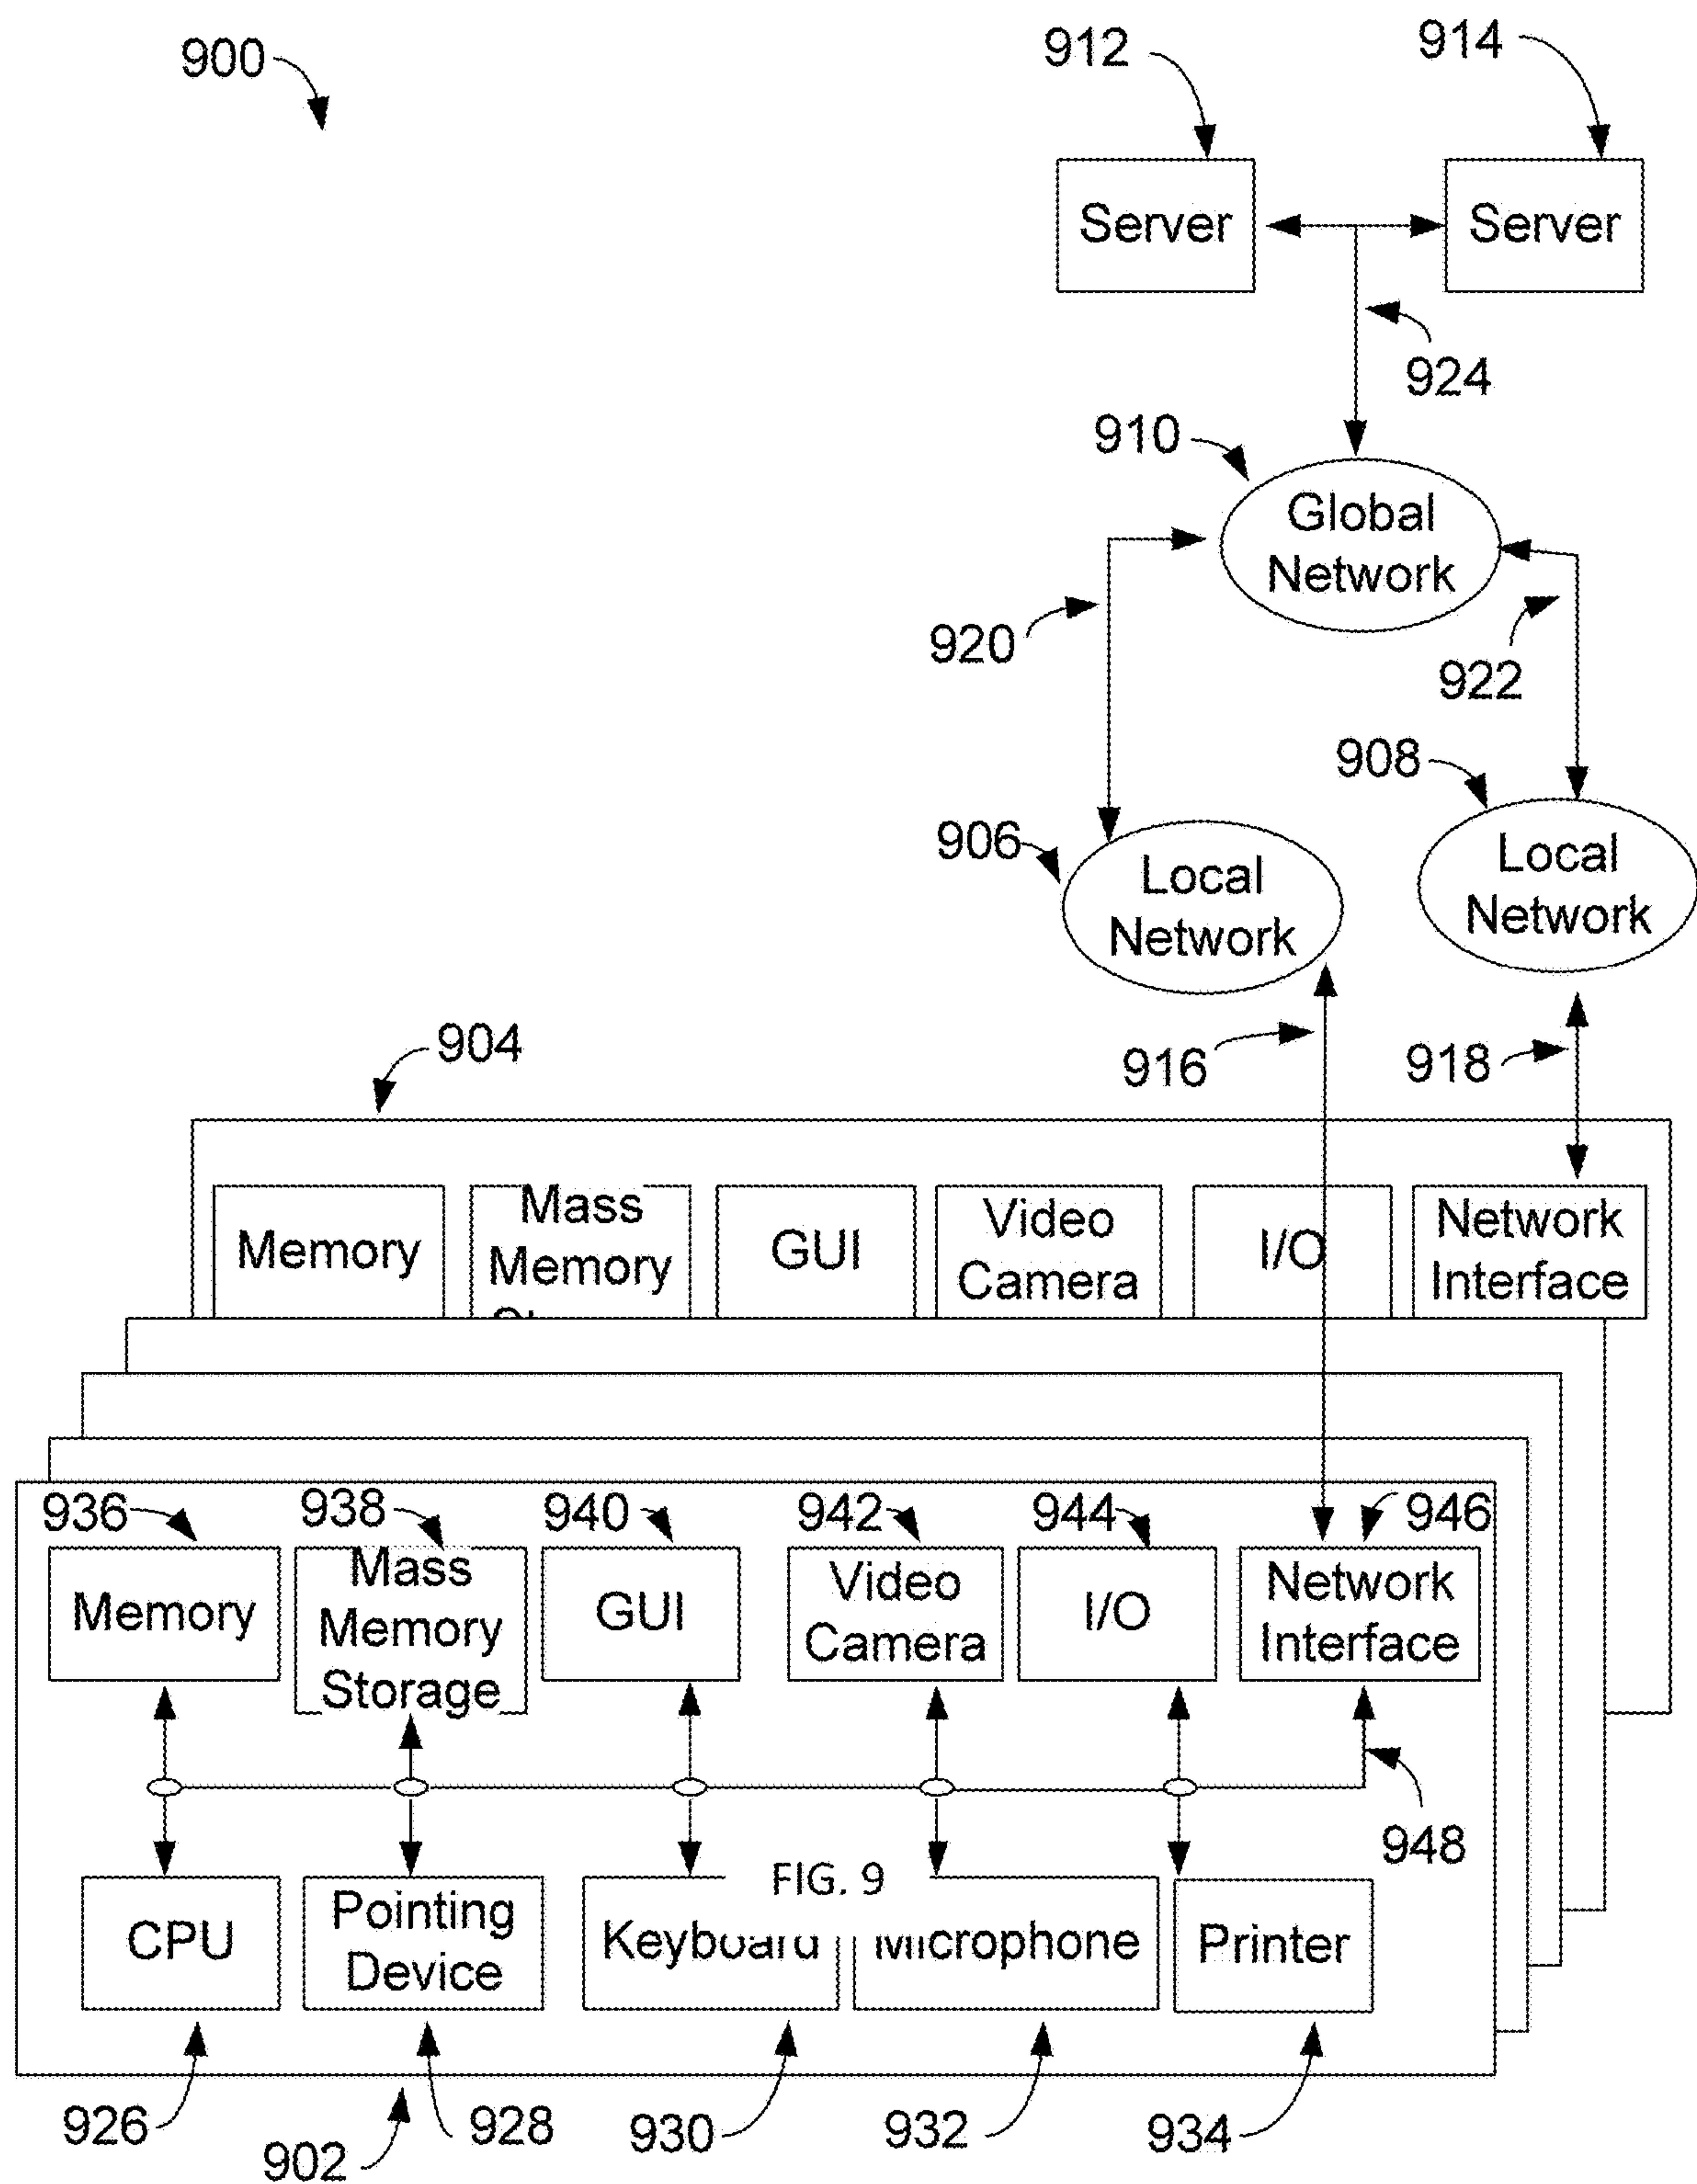 900
912
914
Server
Server
924
910
Global
Network
920
922
908
906
Local
Network
Local
Network
904
916
918
Memory
Mass
Memory
GUI
Video
Camera
I/O
Network
Interface
936
938
940
942
944
946
Memory
Mass
Memory
Storage
GUI
Video
Camera
I/O
Network
Interface
948
FIG. 9
CPU
Pointing
Device
Keyboard
Microphone
Printer
926
902
928
930
932
934